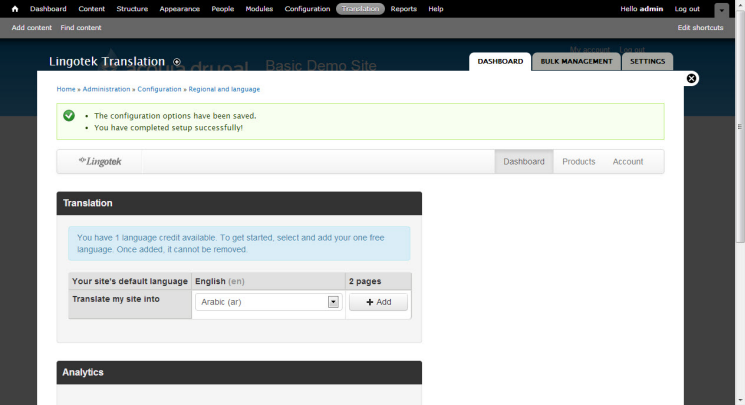 Dashboard Content Structure Appearance People Modules Configuration Translation Reports Help Hello admin Log out
Add content Find content Edit shortcuts
My account Log out
acquia drupal Basic Demo Site
Lingotek Translation
DASHBOARD BULK MANAGEMENT SETTINGS
Home » Administration » Configuration » Regional and language
The configuration options have been saved.
You have completed setup successfully!
Lingotek Dashboard Products Account
Translation
You have 1 language credit available. To get started, select and add your one free
language. Once added, it cannot be removed.
Your site's default language English (en) 2 pages
Translate my site into Arabic (ar) + Add
Analytics